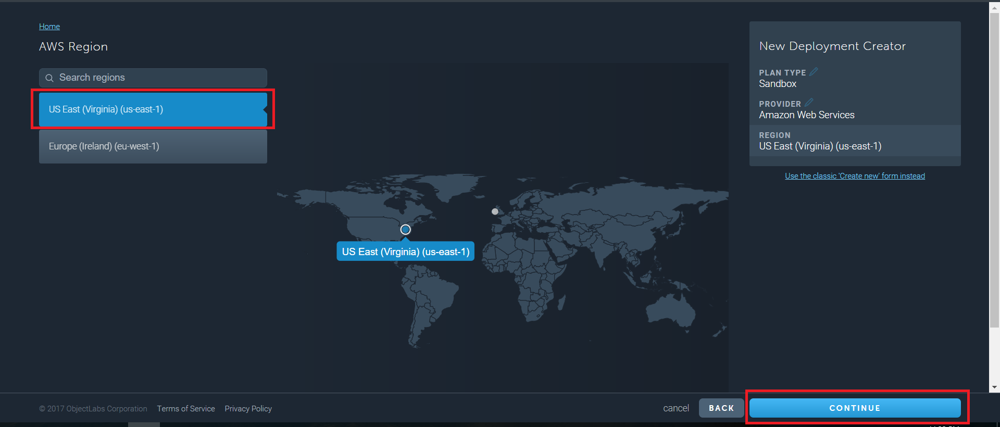 Home
AWS Region
Search regions
US East (Virginia) (us-east-1)
Europe (Ireland) (eu-west-1)
US East (Virginia) (us-east-1)
New Deployment Creator
PLAN TYPE
Sandbox
PROVIDER
Amazon Web Services
REGION
US East (Virginia) (us-east-1)
Use the classic 'Create new' form instead
© 2017 ObjectLabs Corporation Terms of Service Privacy Policy
cancel BACK CONTINUE